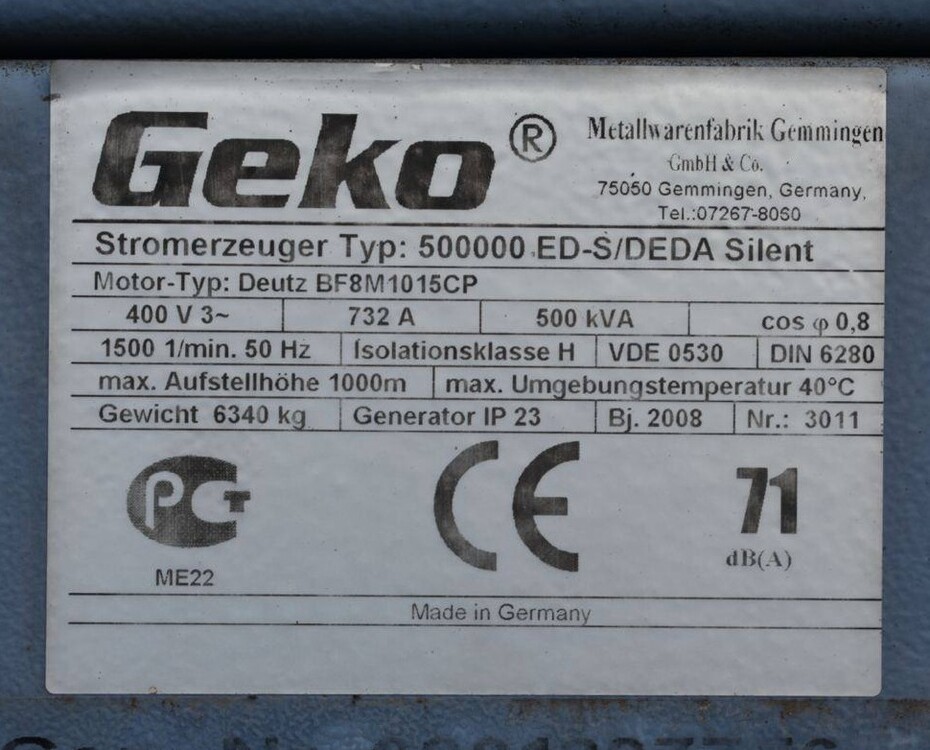 Geko®
Metallwarenfabrik Gemmingen
GmbH & Co.
75050 Gemmingen, Germany,
Tel.:07267-8060
Stromerzeuger Typ: 500000 ED-S/DEDA Silent
Motor-Typ: Deutz BF8M1015CP
400 V 3~ 732 A 500 kVA cos φ 0,8
1500 1/min. 50 Hz Isolationsklasse H VDE 0530 DIN 6280
max. Aufstellhöhe 1000m max. Umgebungstemperatur 40°C
Gewicht 6340 kg Generator IP 23 Bj. 2008 Nr.: 3011
РСТ CE 71
ME22 dB(A)
Made in Germany